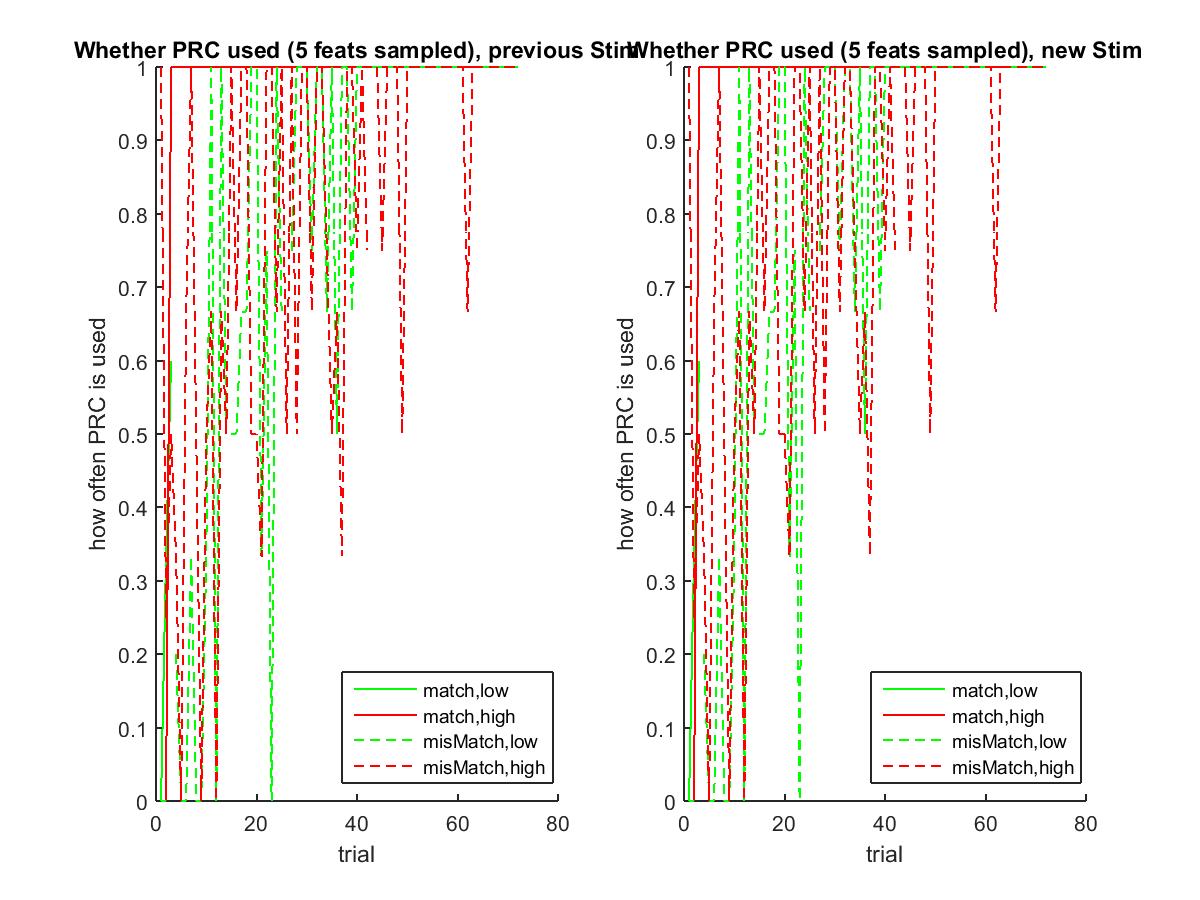 Whether PRC used (5 feats sampled), previous Stim
Whether PRC used (5 feats sampled), new Stim
how often PRC is used
1
0.9
0.8
0.7
0.6
0.5
0.4
0.3
0.2
0.1
0
0 20 40 60 80
trial
match,low
match,high
misMatch,low
misMatch,high
how often PRC is used
1
0.9
0.8
0.7
0.6
0.5
0.4
0.3
0.2
0.1
0
0 20 40 60 80
trial
match,low
match,high
misMatch,low
misMatch,high